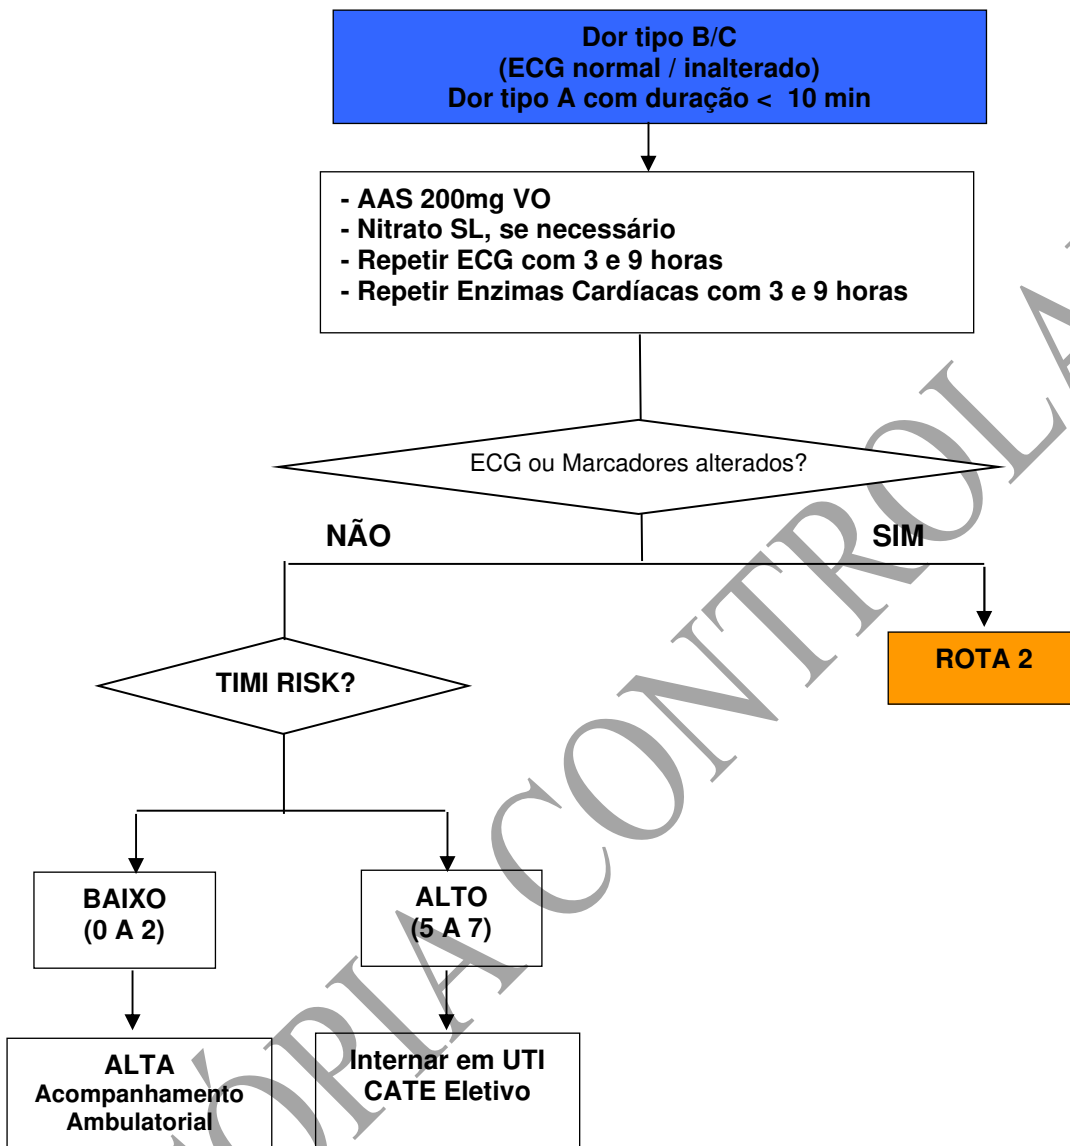 Dor tipo B/C
(ECG normal / inalterado)
Dor tipo A com duração < 10 min
- AAS 200mg VO
- Nitrato SL, se necessário
- Repetir ECG com 3 e 9 horas
- Repetir Enzimas Cardíacas com 3 e 9 horas
ECG ou Marcadores alterados?
NÃO
SIM
TIMI RISK?
ROTA 2
BAIXO
(0 A 2)
ALTO
(5 A 7)
ALTA
Acompanhamento
Ambulatorial
Internar em UTI
CATE Eletivo
ÓPIA CONTROLA